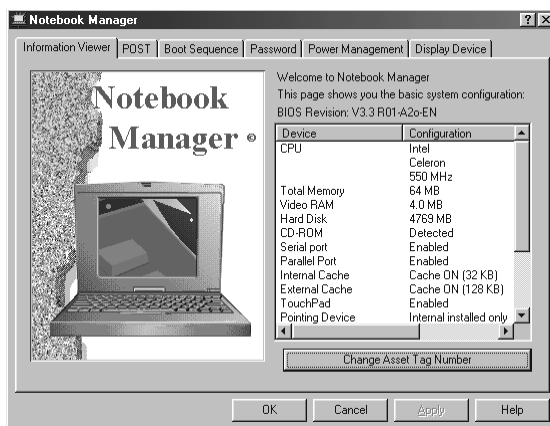 Notebook Manager
Information Viewer POST Boot Sequence Password Power Management Display Device
Notebook
Manager ©
Welcome to Notebook Manager
This page shows you the basic system configuration:
BIOS Revision: V3.3 R01-A2o-EN
Device Configuration
CPU Intel
Celeron
550 MHz
Total Memory 64 MB
Video RAM 4.0 MB
Hard Disk 4769 MB
CD-ROM Detected
Serial port Enabled
Parallel Port Enabled
Internal Cache Cache ON (32 KB)
External Cache Cache ON (128 KB)
TouchPad Enabled
Pointing Device Internal installed only
Change Asset Tag Number
OK Cancel Apply Help